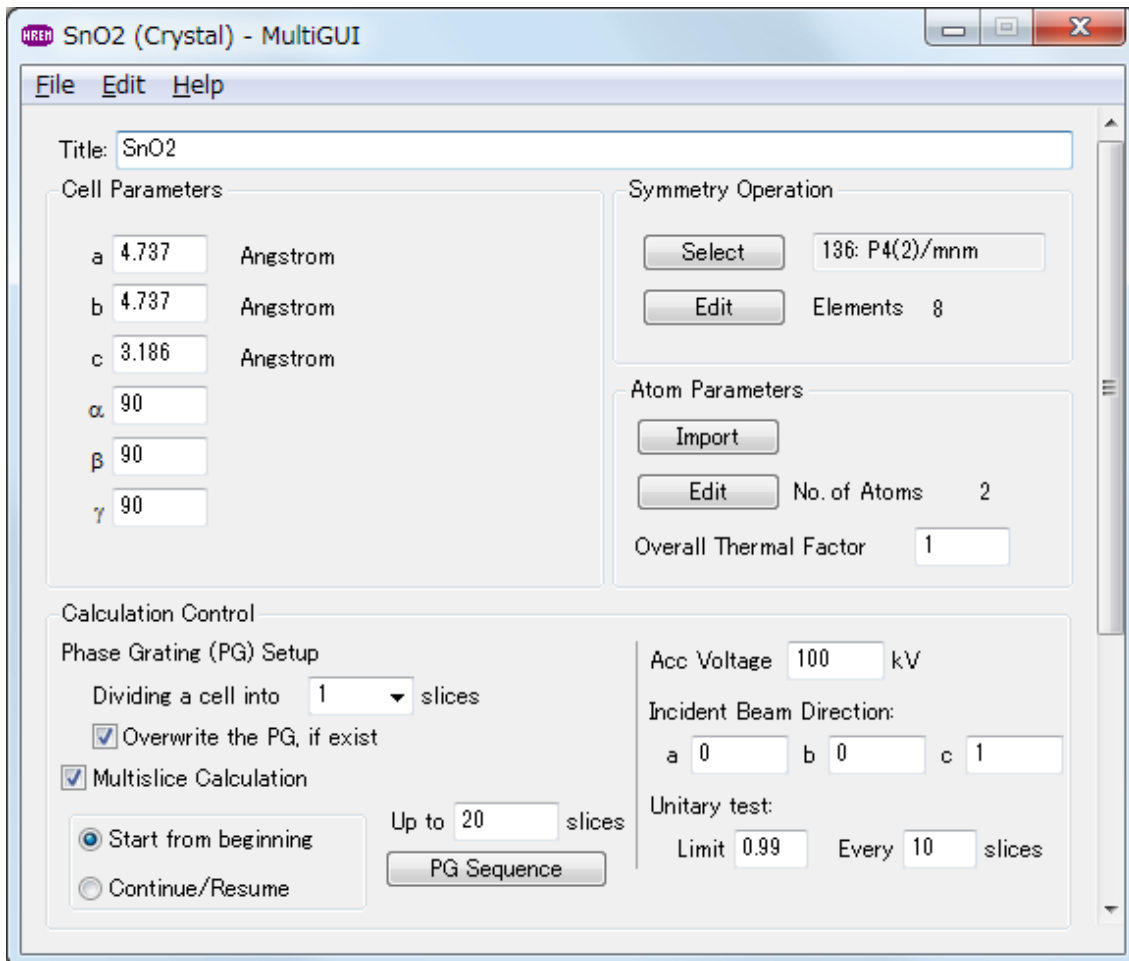 HREM SnO2 (Crystal) - MultiGUI
File Edit Help
Title: SnO2
Cell Parameters
a 4.737 Angstrom
b 4.737 Angstrom
c 3.186 Angstrom
α 90
β 90
γ 90
Symmetry Operation
Select 136: P4(2)/mnm
Edit Elements 8
Atom Parameters
Import
Edit No. of Atoms 2
Overall Thermal Factor 1
Calculation Control
Phase Grating (PG) Setup
Dividing a cell into 1 slices
Overwrite the PG, if exist
Multislice Calculation
Start from beginning
Continue/Resume
Up to 20 slices
PG Sequence
Acc Voltage 100 kV
Incident Beam Direction:
a 0 b 0 c 1
Unitary test:
Limit 0.99 Every 10 slices